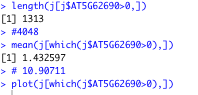 > length(j[j$AT5G62690>0,])
[1] 1313
> #4048
> mean(j[which(j$AT5G62690>0),])
[1] 1.432597
> # 10.90711
> plot(j[which(j$AT5G62690>0),])